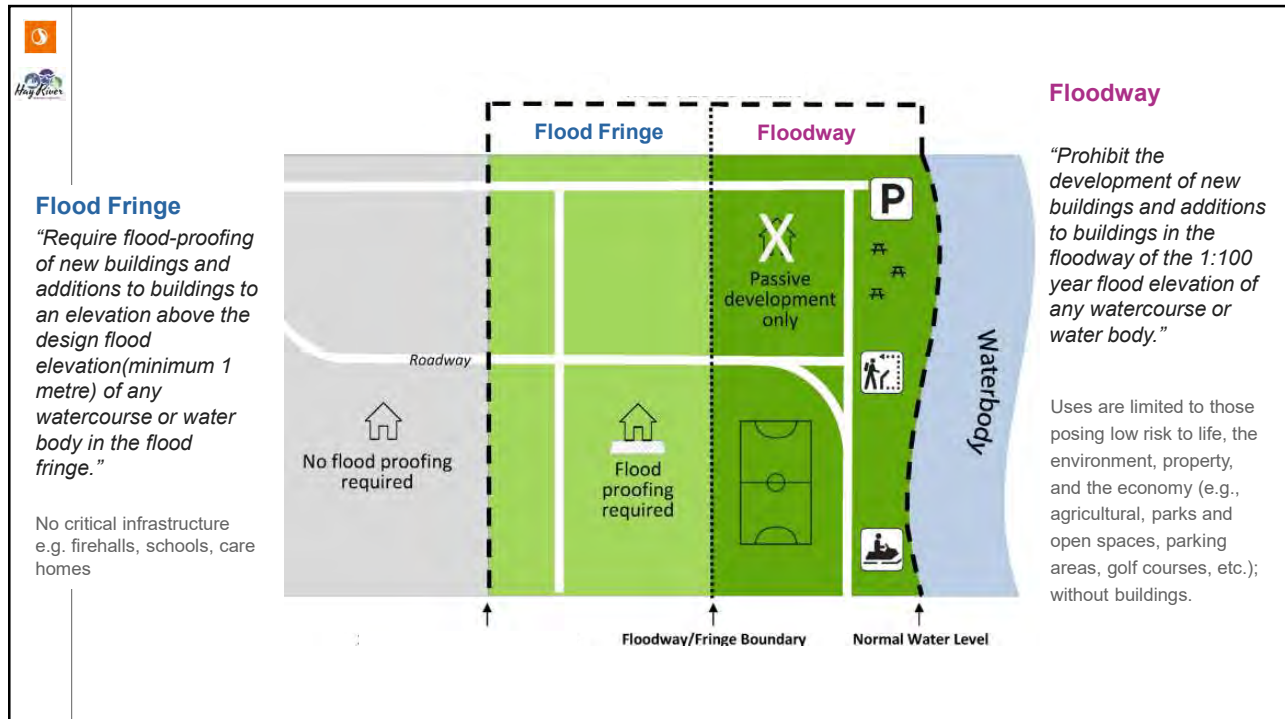 Hay River
Flood Fringe
“Require flood-proofing
of new buildings and
additions to buildings to
an elevation above the
design flood
elevation(minimum 1
metre) of any
watercourse or water
body in the flood
fringe.”
No critical infrastructure
e.g. firehalls, schools, care
homes
Flood Fringe
Floodway
P
Passive
development
only
Roadway
No flood proofing
required
Flood
proofing
required
Waterbody
Floodway/Fringe Boundary
Normal Water Level
Floodway
“Prohibit the
development of new
buildings and additions
to buildings in the
floodway of the 1:100
year flood elevation of
any watercourse or
water body.”
Uses are limited to those
posing low risk to life, the
environment, property,
and the economy (e.g.,
agricultural, parks and
open spaces, parking
areas, golf courses, etc.);
without buildings.